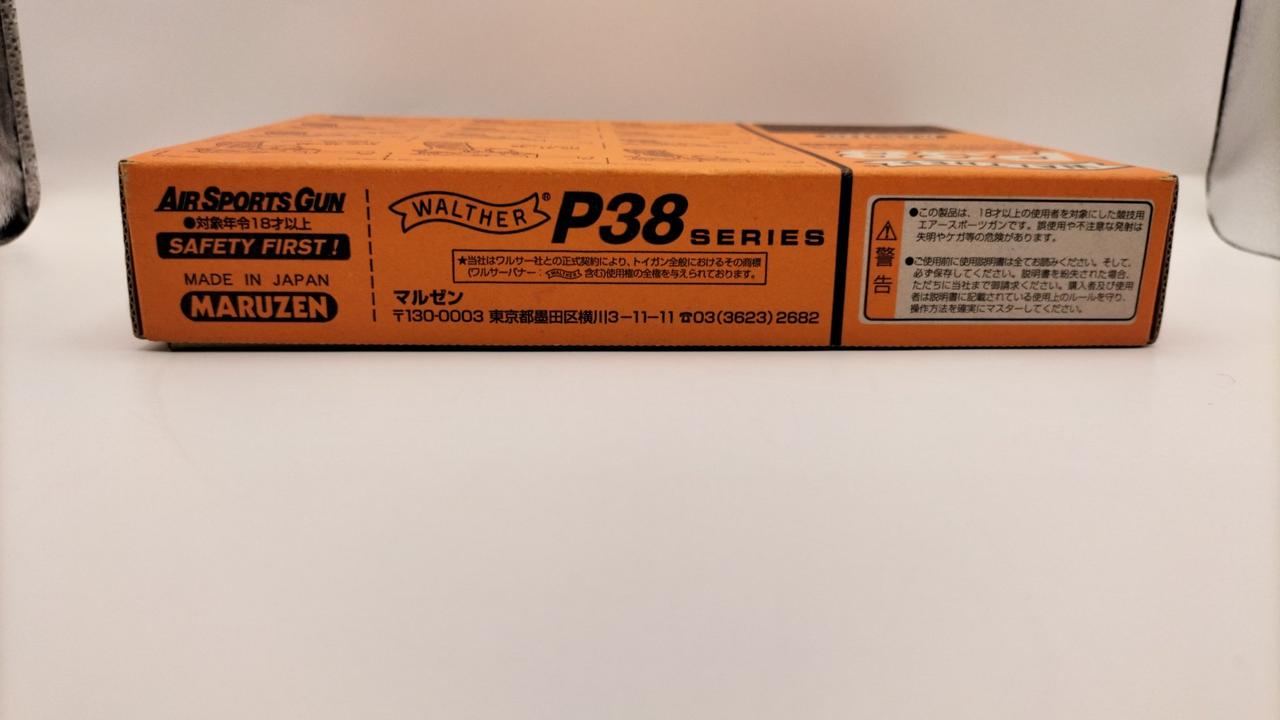 AIR SPORTS GUN
●対象年令18才以上
SAFETY FIRST!
MADE IN JAPAN
MARUZEN
WALTHER® P38 SERIES
★当社はワルサー社との正式契約により、トイガン全般におけるその商標
(ワルサーバナー:WALTHER 含む)使用権の全権を与えられております。
マルゼン
〒130-0003 東京都墨田区横川3-11-11 ☎03(3623)2682
⚠警告
●この製品は、18才以上の使用者を対象にした競技用
エアースポーツガンです。誤使用や不注意な発射は
失明やケガ等の危険があります。
●ご使用前に使用説明書は全てお読みください。そして、
必ず保存してください。説明書を紛失された場合、
ただちに当社まで御請求ください。購入者及び使用
者は説明書に記載されている使用上のルールを守り、
操作方法を確実にマスターしてください。